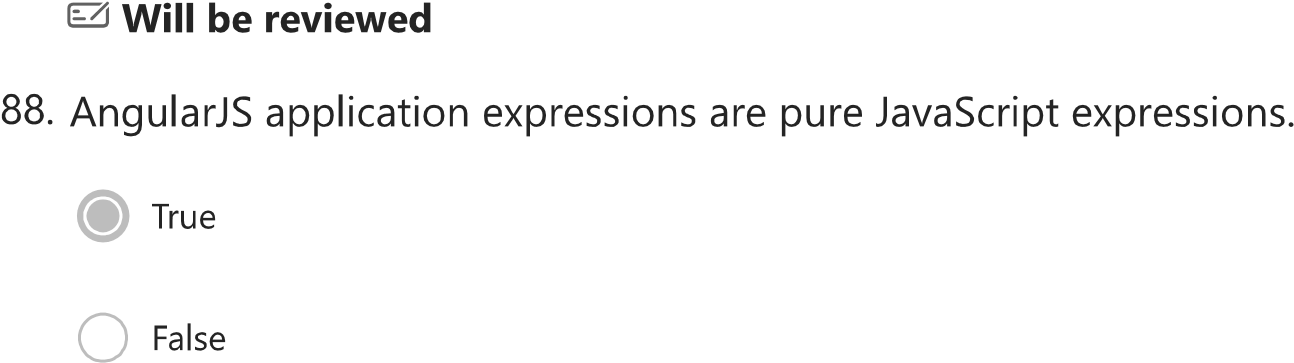 Will be reviewed
88. AngularJS application expressions are pure JavaScript expressions.
True
False